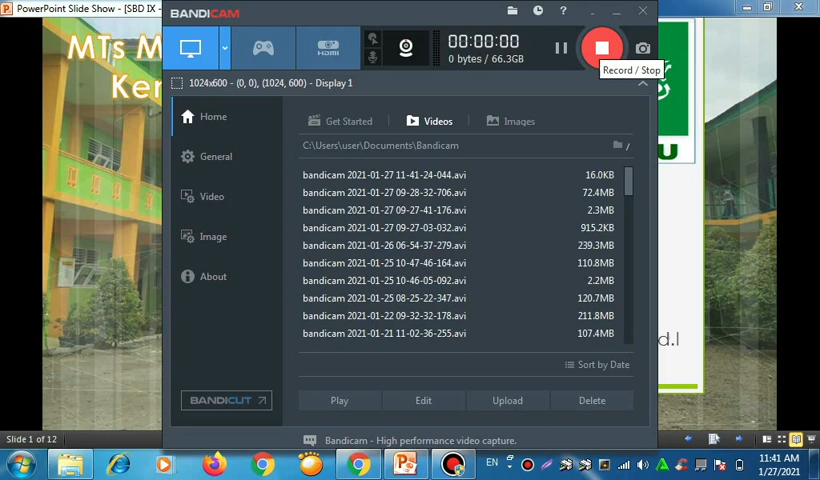 PowerPoint Slide Show - [SBD IX -
BANDICAM
MTs M
Ker
HDMI
00:00:00
0 bytes / 66.3GB
Record / Stop
1024x600 - (0, 0), (1024, 600) - Display 1
Home
General
Video
Image
About
BANDICUT
Get Started
Videos
Images
C:\Users\user\Documents\Bandicam
bandicam 2021-01-27 11-41-24-044.avi 16.0KB
bandicam 2021-01-27 09-28-32-706.avi 72.4MB
bandicam 2021-01-27 09-27-41-176.avi 2.3MB
bandicam 2021-01-27 09-27-03-032.avi 915.2KB
bandicam 2021-01-26 06-54-37-279.avi 239.3MB
bandicam 2021-01-25 10-47-46-164.avi 110.8MB
bandicam 2021-01-25 10-46-05-092.avi 2.2MB
bandicam 2021-01-25 08-25-22-347.avi 120.7MB
bandicam 2021-01-22 09-32-32-178.avi 211.8MB
bandicam 2021-01-21 11-02-36-255.avi 107.4MB
Sort by Date
Play Edit Upload Delete
Bandicam - High performance video capture.
U
d.I
Slide 1 of 12
EN
11:41 AM
1/27/2021